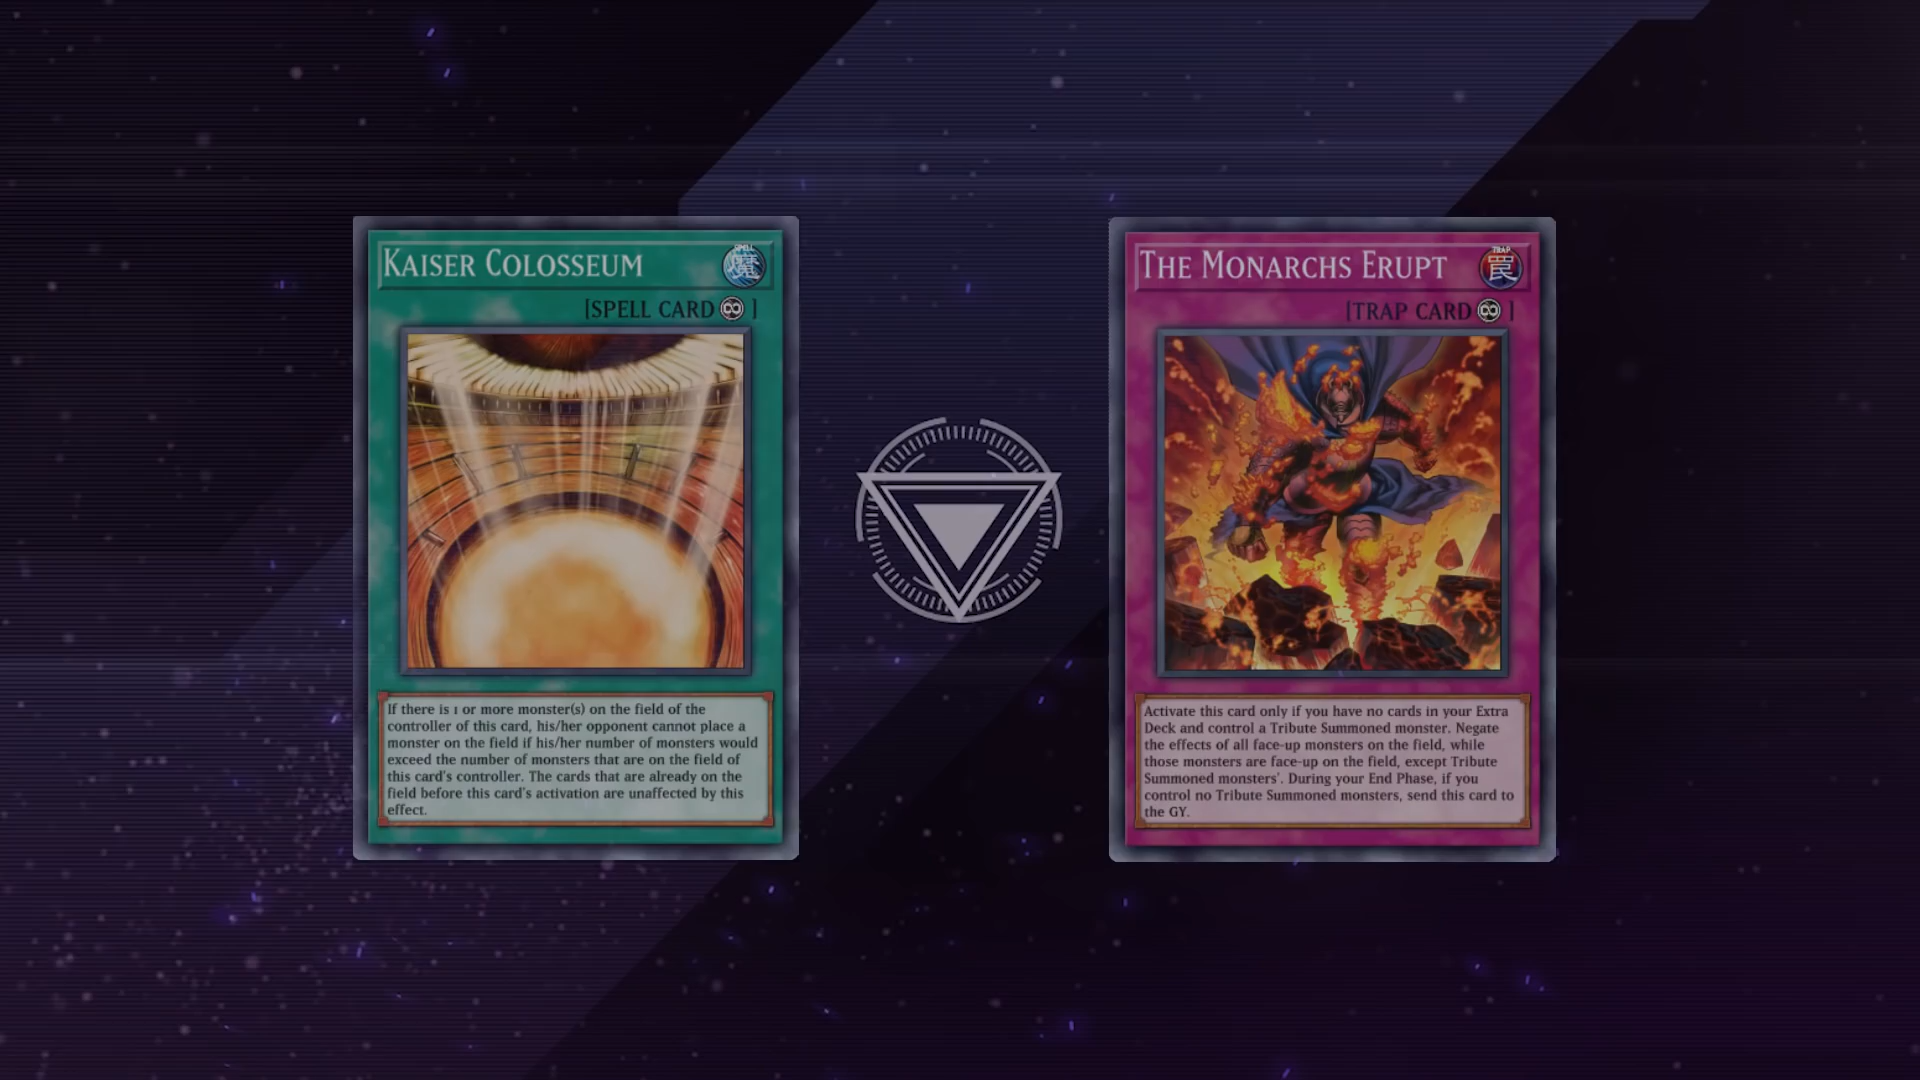 KAISER COLOSSEUM
SPELL
魔
[SPELL CARD ]
If there is 1 or more monster(s) on the field of the
controller of this card, his/her opponent cannot place a
monster on the field if his/her number of monsters would
exceed the number of monsters that are on the field of
this card's controller. The cards that are already on the
field before this card's activation are unaffected by this
effect.
THE MONARCHS ERUPT
TRAP
罠
[TRAP CARD ]
Activate this card only if you have no cards in your Extra
Deck and control a Tribute Summoned monster. Negate
the effects of all face-up monsters on the field, while
those monsters are face-up on the field, except Tribute
Summoned monsters'. During your End Phase, if you
control no Tribute Summoned monsters, send this card to
the GY.